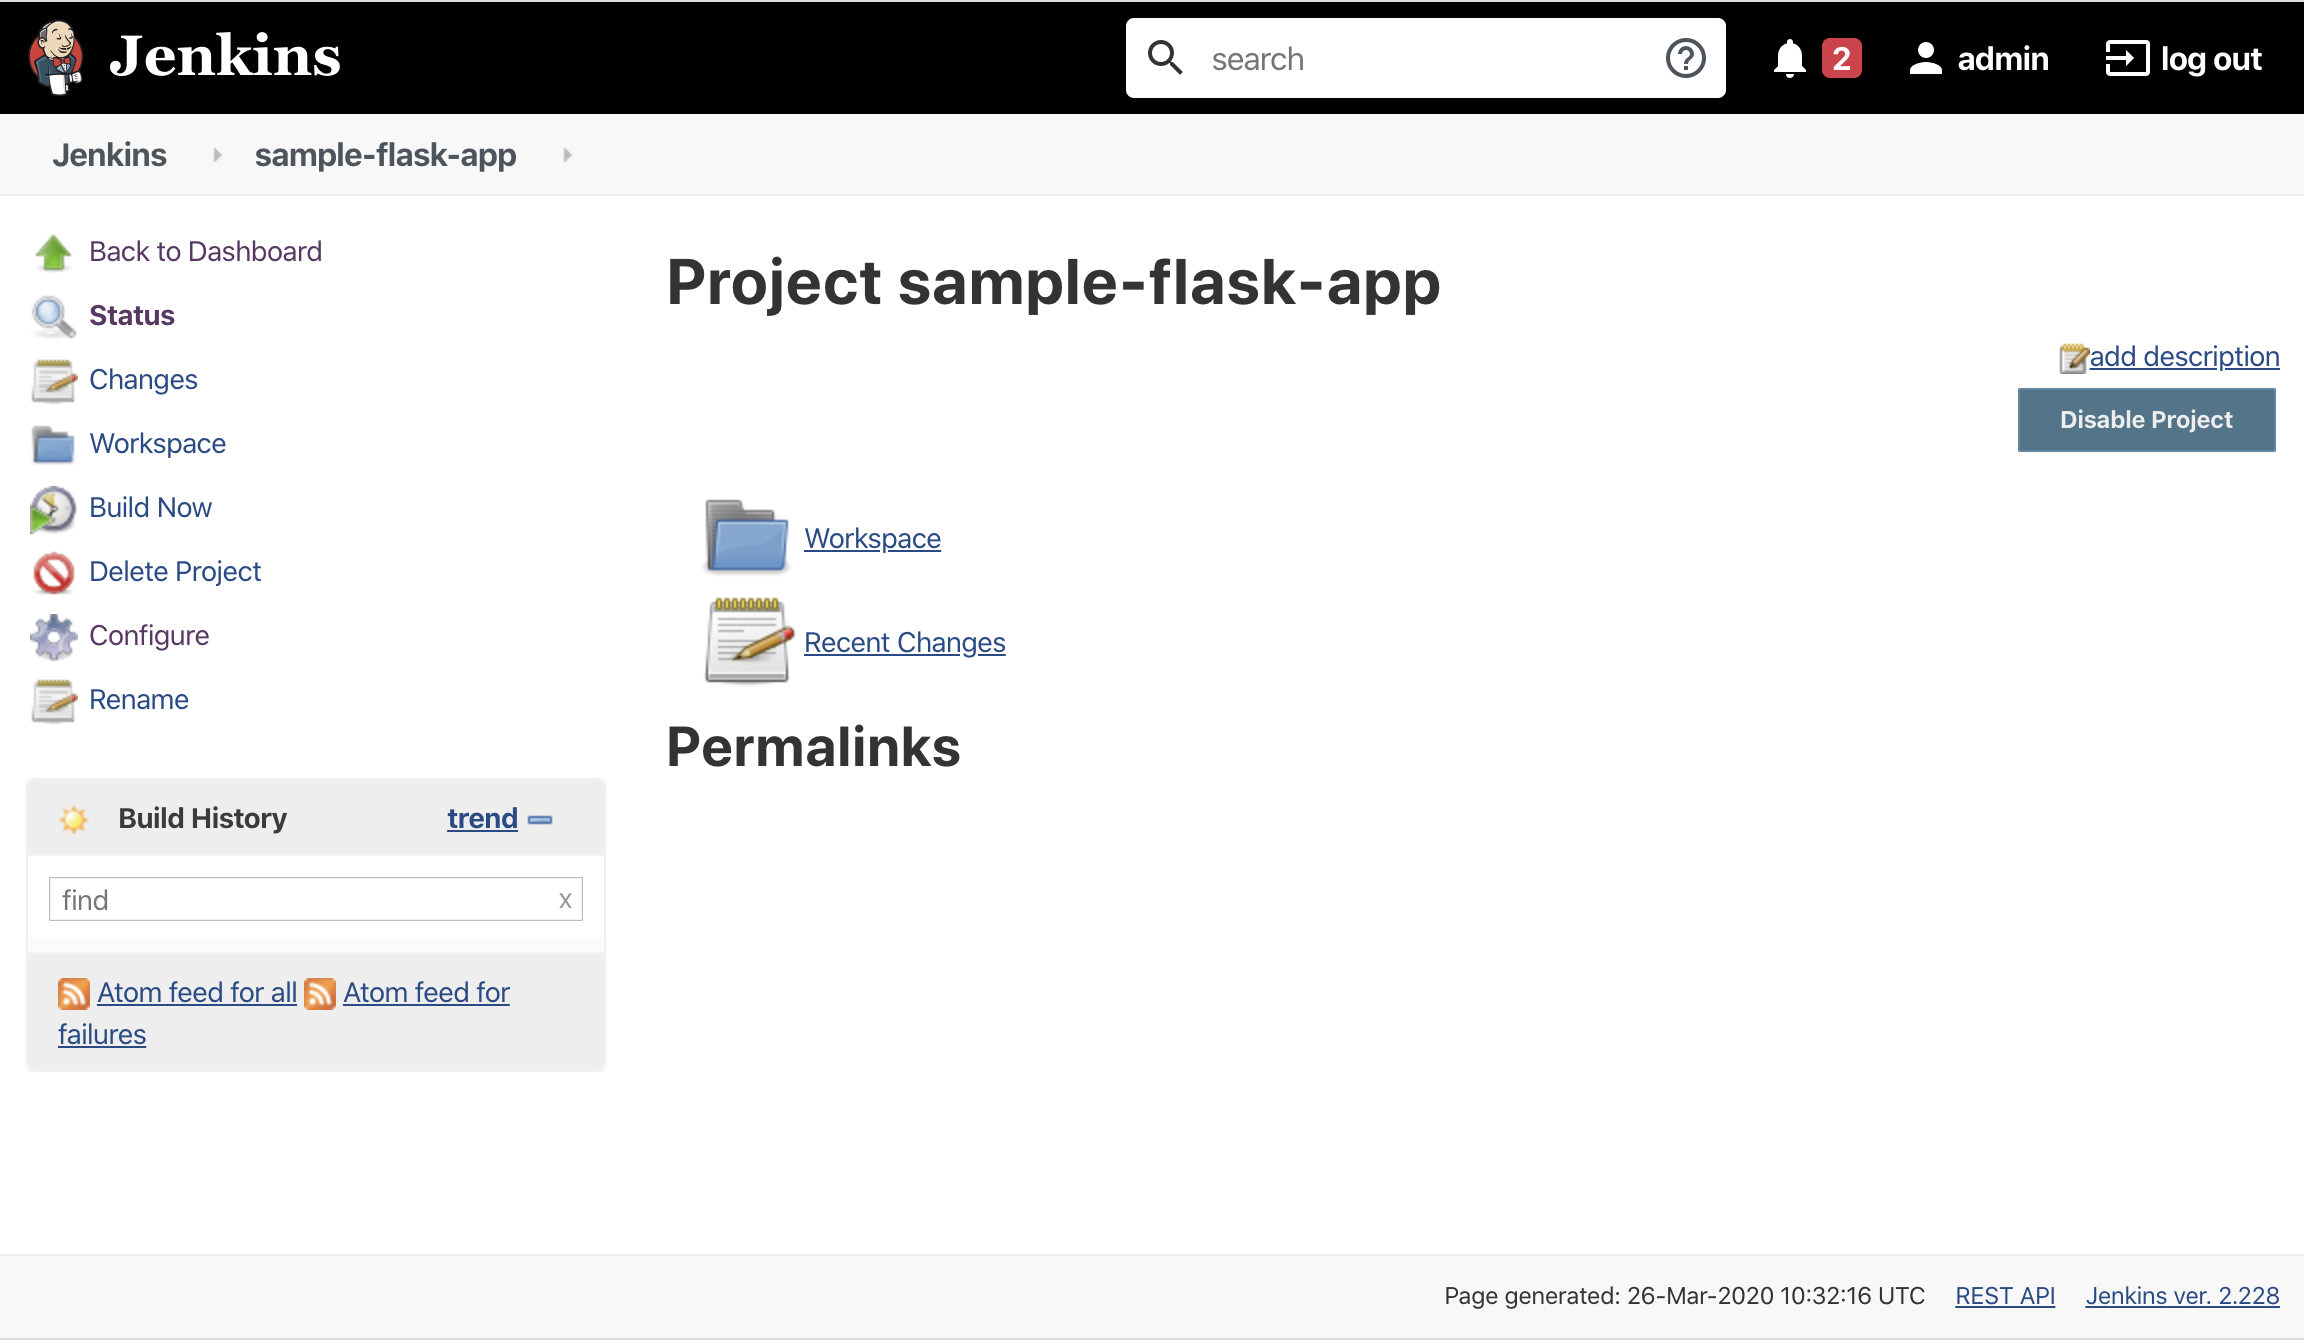 Jenkins
search
2
admin
log out
Jenkins
sample-flask-app
Back to Dashboard
Status
Changes
Workspace
Build Now
Delete Project
Configure
Rename
Build History
trend
find
x
Atom feed for all
Atom feed for
failures
Project sample-flask-app
add description
Disable Project
Workspace
Recent Changes
Permalinks
Page generated: 26-Mar-2020 10:32:16 UTC
REST API
Jenkins ver. 2.228